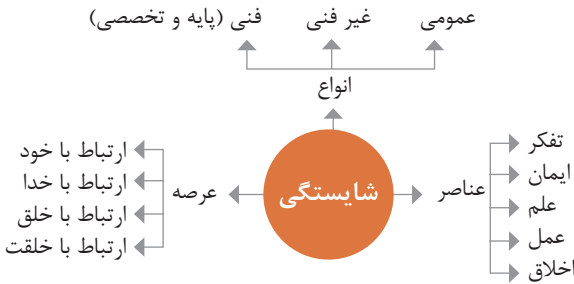 عمومی
غیر فنی
فنی (پایه و تخصصی)
انواع
شایستگی
عناصر
تفکر
ایمان
علم
عمل
اخلاق
عرصه
ارتباط با خود
ارتباط با خدا
ارتباط با خلق
ارتباط با خلقت